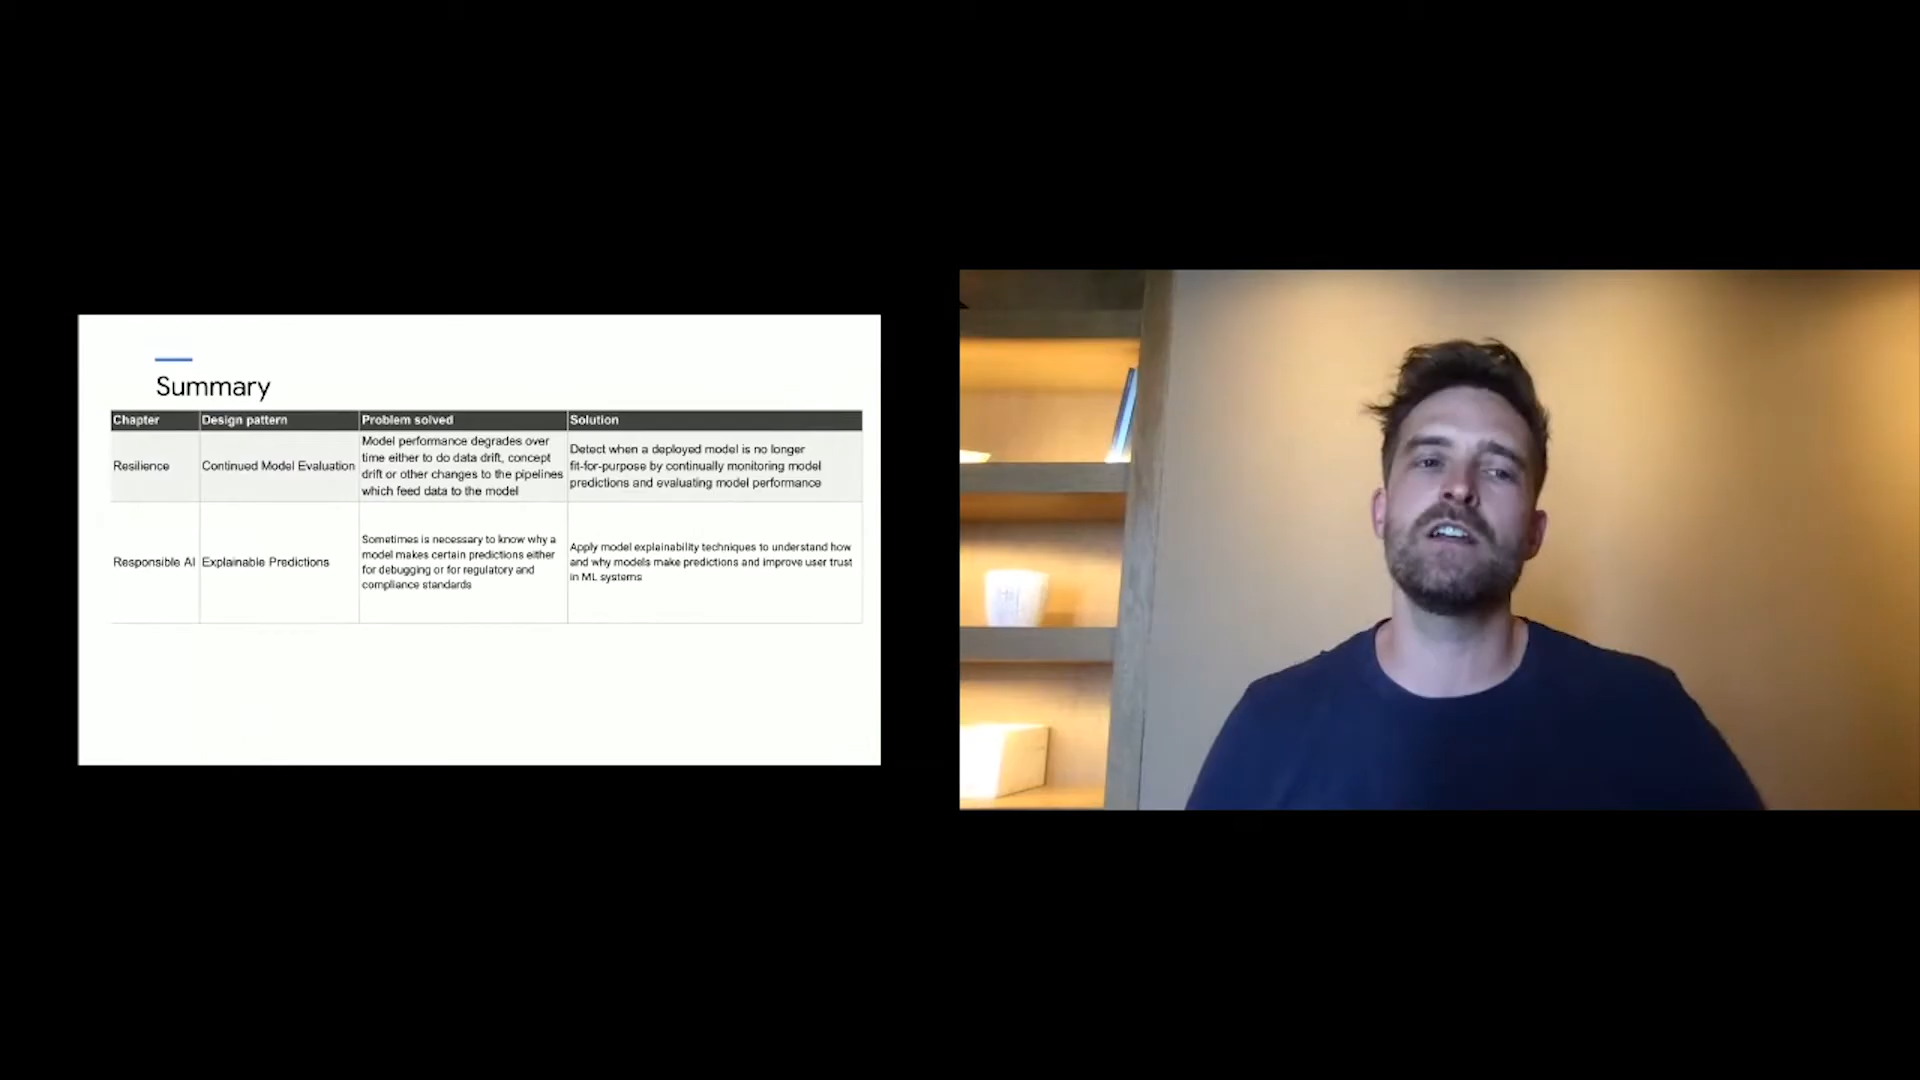 Summary
Chapter Design pattern Problem solved Solution
Resilience Continued Model Evaluation
Model performance degrades over
time either to do data drift, concept
drift or other changes to the pipelines
which feed data to the model
Detect when a deployed model is no longer
fit-for-purpose by continually monitoring model
predictions and evaluating model performance
Responsible AI Explainable Predictions
Sometimes is necessary to know why a
model makes certain predictions either
for debugging or for regulatory and
compliance standards
Apply model explainability techniques to understand how
and why models make predictions and improve user trust
in ML systems